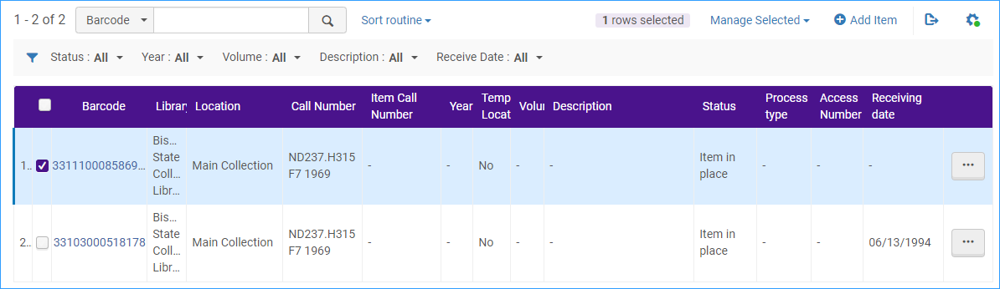 1 - 2 of 2 Barcode Sort routine 1 rows selected Manage Selected Add Item
Status : All Year : All Volume : All Description : All Receive Date : All
Barcode Library Location Call Number Item Call Number Year Temp Locat Volu Description Status Process type Access Number Receiving date
1.. 3311100085869... Bis... State Coll... Libr... Main Collection ND237.H315 F7 1969 - - No - - Item in place - - - ...
2.. 33103000518178 Bis... State Coll... Libr... Main Collection ND237.H315 F7 1969 - - No - - Item in place - - 06/13/1994 ...